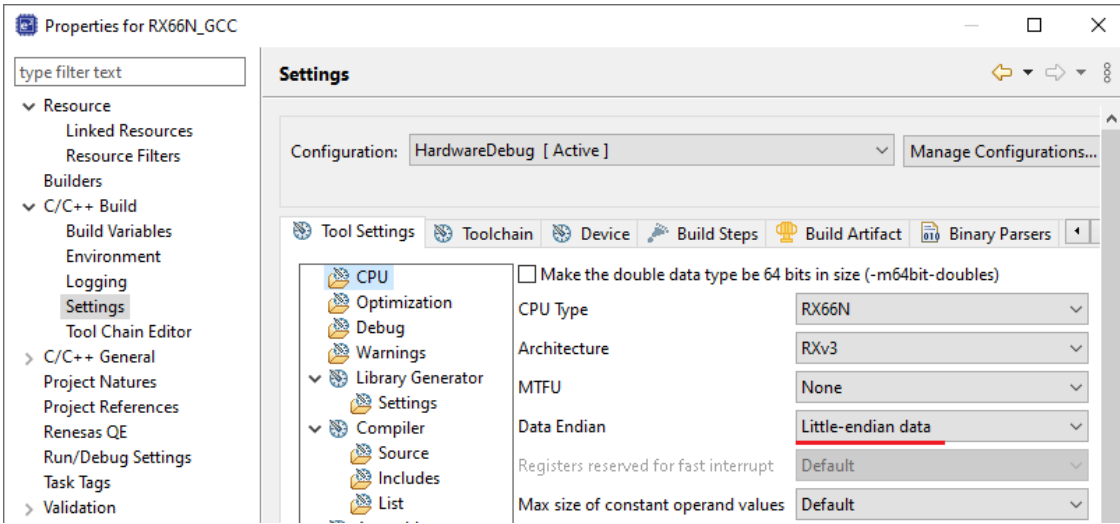 Properties for RX66N_GCC
type filter text
Resource
Linked Resources
Resource Filters
Builders
C/C++ Build
Build Variables
Environment
Logging
Settings
Tool Chain Editor
C/C++ General
Project Natures
Project References
Renesas QE
Run/Debug Settings
Task Tags
Validation
Settings
Configuration: HardwareDebug [ Active ] Manage Configurations...
Tool Settings Toolchain Device Build Steps Build Artifact Binary Parsers
CPU
Optimization
Debug
Warnings
Library Generator
Settings
Compiler
Source
Includes
List
Make the double data type be 64 bits in size (-m64bit-doubles)
CPU Type RX66N
Architecture RXv3
MTFU None
Data Endian Little-endian data
Registers reserved for fast interrupt Default
Max size of constant operand values Default